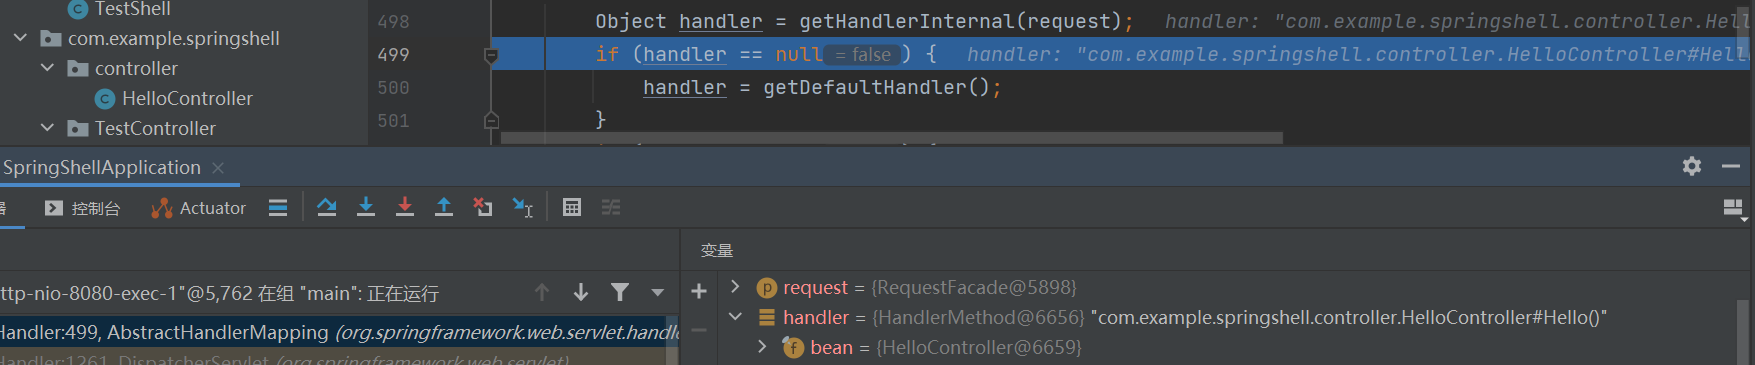 TestShell
com.example.springshell
controller
HelloController
TestController
498 Object handler = getHandlerInternal(request); handler: "com.example.springshell.controller.Hell
499 if (handler == null = false ) { handler: "com.example.springshell.controller.HelloController#Hell
500 handler = getDefaultHandler();
501 }
SpringShellApplication
器 控制台 Actuator
变量
ttp-nio-8080-exec-1"@5,762 在组 "main": 正在运行
request = {RequestFacade@5898}
handler = {HandlerMethod@6656} "com.example.springshell.controller.HelloController#Hello()"
bean = {HelloController@6659}
Handler:499, AbstractHandlerMapping (org.springframework.web.servlet.handle
Handler:1261, DispatcherServlet (org.springframework.web.servlet)